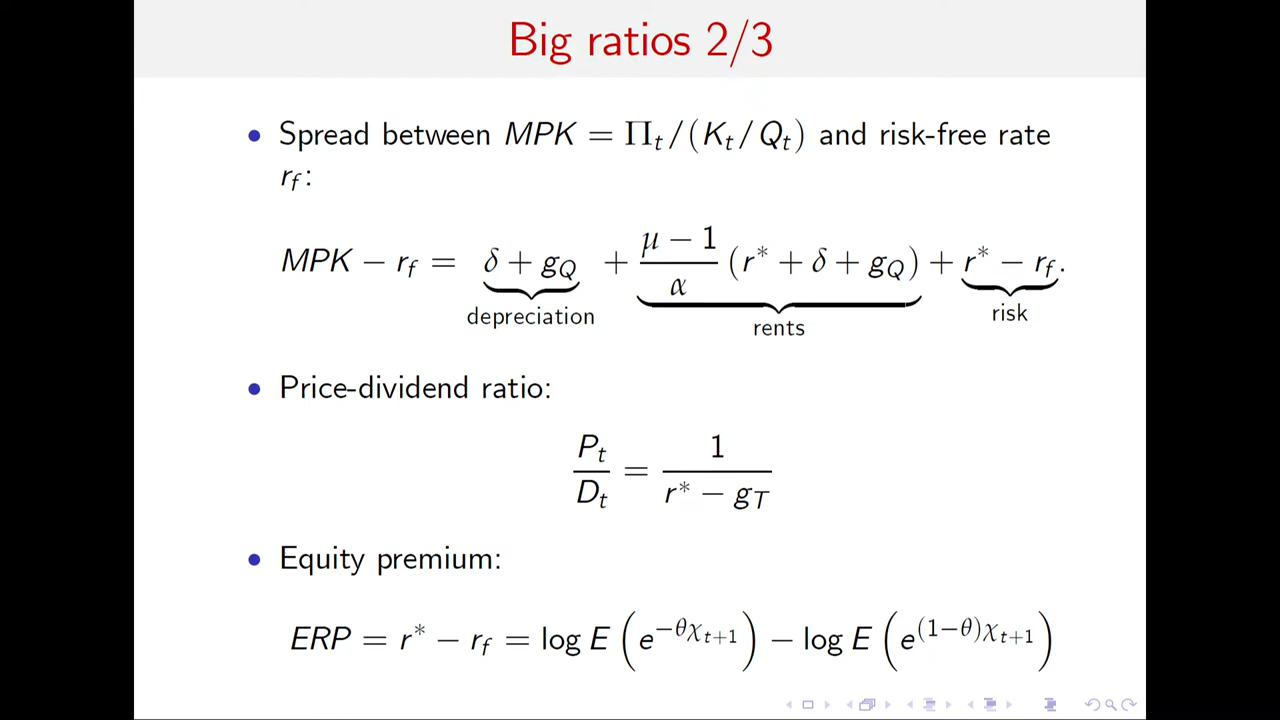 Big ratios 2/3
• Spread between MPK = Π_t/(K_t/Q_t) and risk-free rate
r_f:
MPK − r_f = δ + g_Q + (μ − 1)/α (r* + δ + g_Q) + r* − r_f.
depreciation rents risk
• Price-dividend ratio:
P_t/D_t = 1/(r* − g_T)
• Equity premium:
ERP = r* − r_f = log E (e^{−θχ_{t+1}}) − log E (e^{(1−θ)χ_{t+1}})